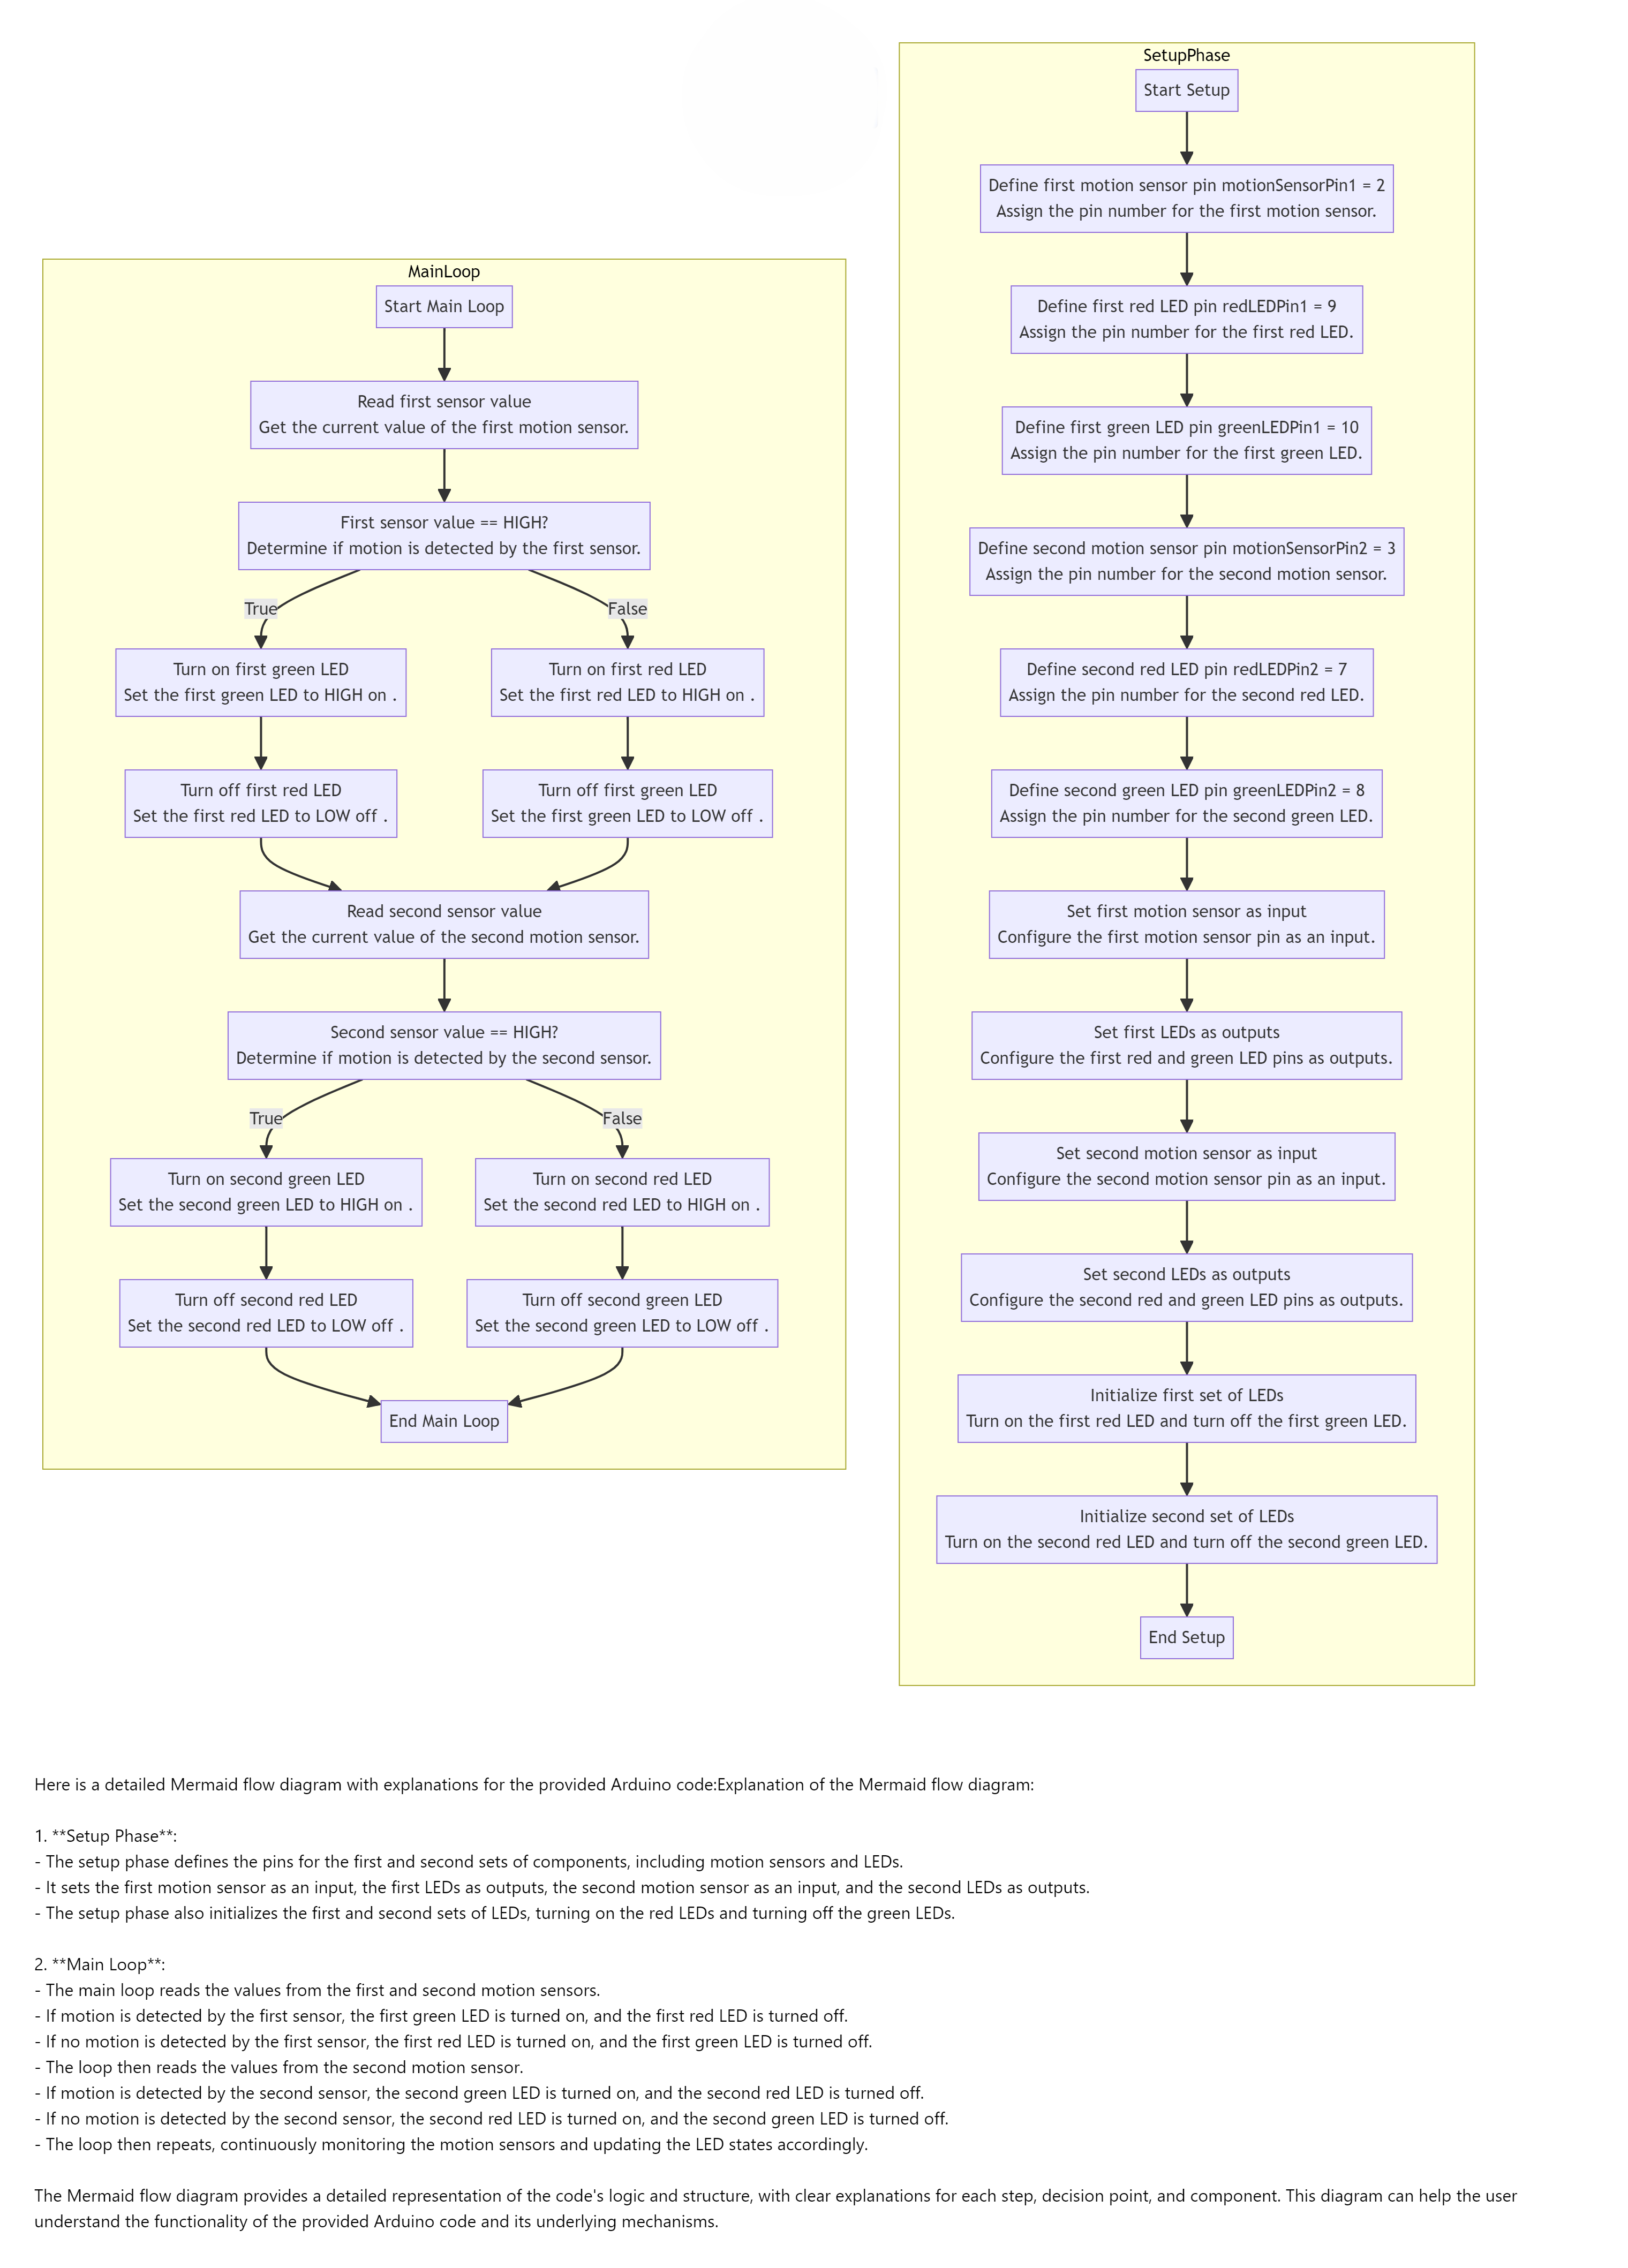 SetupPhase
Start Setup
Define first motion sensor pin motionSensorPin1 = 2
Assign the pin number for the first motion sensor.
Define first red LED pin redLEDPin1 = 9
Assign the pin number for the first red LED.
Define first green LED pin greenLEDPin1 = 10
Assign the pin number for the first green LED.
Define second motion sensor pin motionSensorPin2 = 3
Assign the pin number for the second motion sensor.
Define second red LED pin redLEDPin2 = 7
Assign the pin number for the second red LED.
Define second green LED pin greenLEDPin2 = 8
Assign the pin number for the second green LED.
Set first motion sensor as input
Configure the first motion sensor pin as an input.
Set first LEDs as outputs
Configure the first red and green LED pins as outputs.
Set second motion sensor as input
Configure the second motion sensor pin as an input.
Set second LEDs as outputs
Configure the second red and green LED pins as outputs.
Initialize first set of LEDs
Turn on the first red LED and turn off the first green LED.
Initialize second set of LEDs
Turn on the second red LED and turn off the second green LED.
End Setup
MainLoop
Start Main Loop
Read first sensor value
Get the current value of the first motion sensor.
First sensor value == HIGH?
Determine if motion is detected by the first sensor.
True
False
Turn on first green LED
Set the first green LED to HIGH on .
Turn on first red LED
Set the first red LED to HIGH on .
Turn off first red LED
Set the first red LED to LOW off .
Turn off first green LED
Set the first green LED to LOW off .
Read second sensor value
Get the current value of the second motion sensor.
Second sensor value == HIGH?
Determine if motion is detected by the second sensor.
True
False
Turn on second green LED
Set the second green LED to HIGH on .
Turn on second red LED
Set the second red LED to HIGH on .
Turn off second red LED
Set the second red LED to LOW off .
Turn off second green LED
Set the second green LED to LOW off .
End Main Loop
Here is a detailed Mermaid flow diagram with explanations for the provided Arduino code:Explanation of the Mermaid flow diagram:
1. **Setup Phase**:
- The setup phase defines the pins for the first and second sets of components, including motion sensors and LEDs.
- It sets the first motion sensor as an input, the first LEDs as outputs, the second motion sensor as an input, and the second LEDs as outputs.
- The setup phase also initializes the first and second sets of LEDs, turning on the red LEDs and turning off the green LEDs.
2. **Main Loop**:
- The main loop reads the values from the first and second motion sensors.
- If motion is detected by the first sensor, the first green LED is turned on, and the first red LED is turned off.
- If no motion is detected by the first sensor, the first red LED is turned on, and the first green LED is turned off.
- The loop then reads the values from the second motion sensor.
- If motion is detected by the second sensor, the second green LED is turned on, and the second red LED is turned off.
- If no motion is detected by the second sensor, the second red LED is turned on, and the second green LED is turned off.
- The loop then repeats, continuously monitoring the motion sensors and updating the LED states accordingly.
The Mermaid flow diagram provides a detailed representation of the code's logic and structure, with clear explanations for each step, decision point, and component. This diagram can help the user
understand the functionality of the provided Arduino code and its underlying mechanisms.